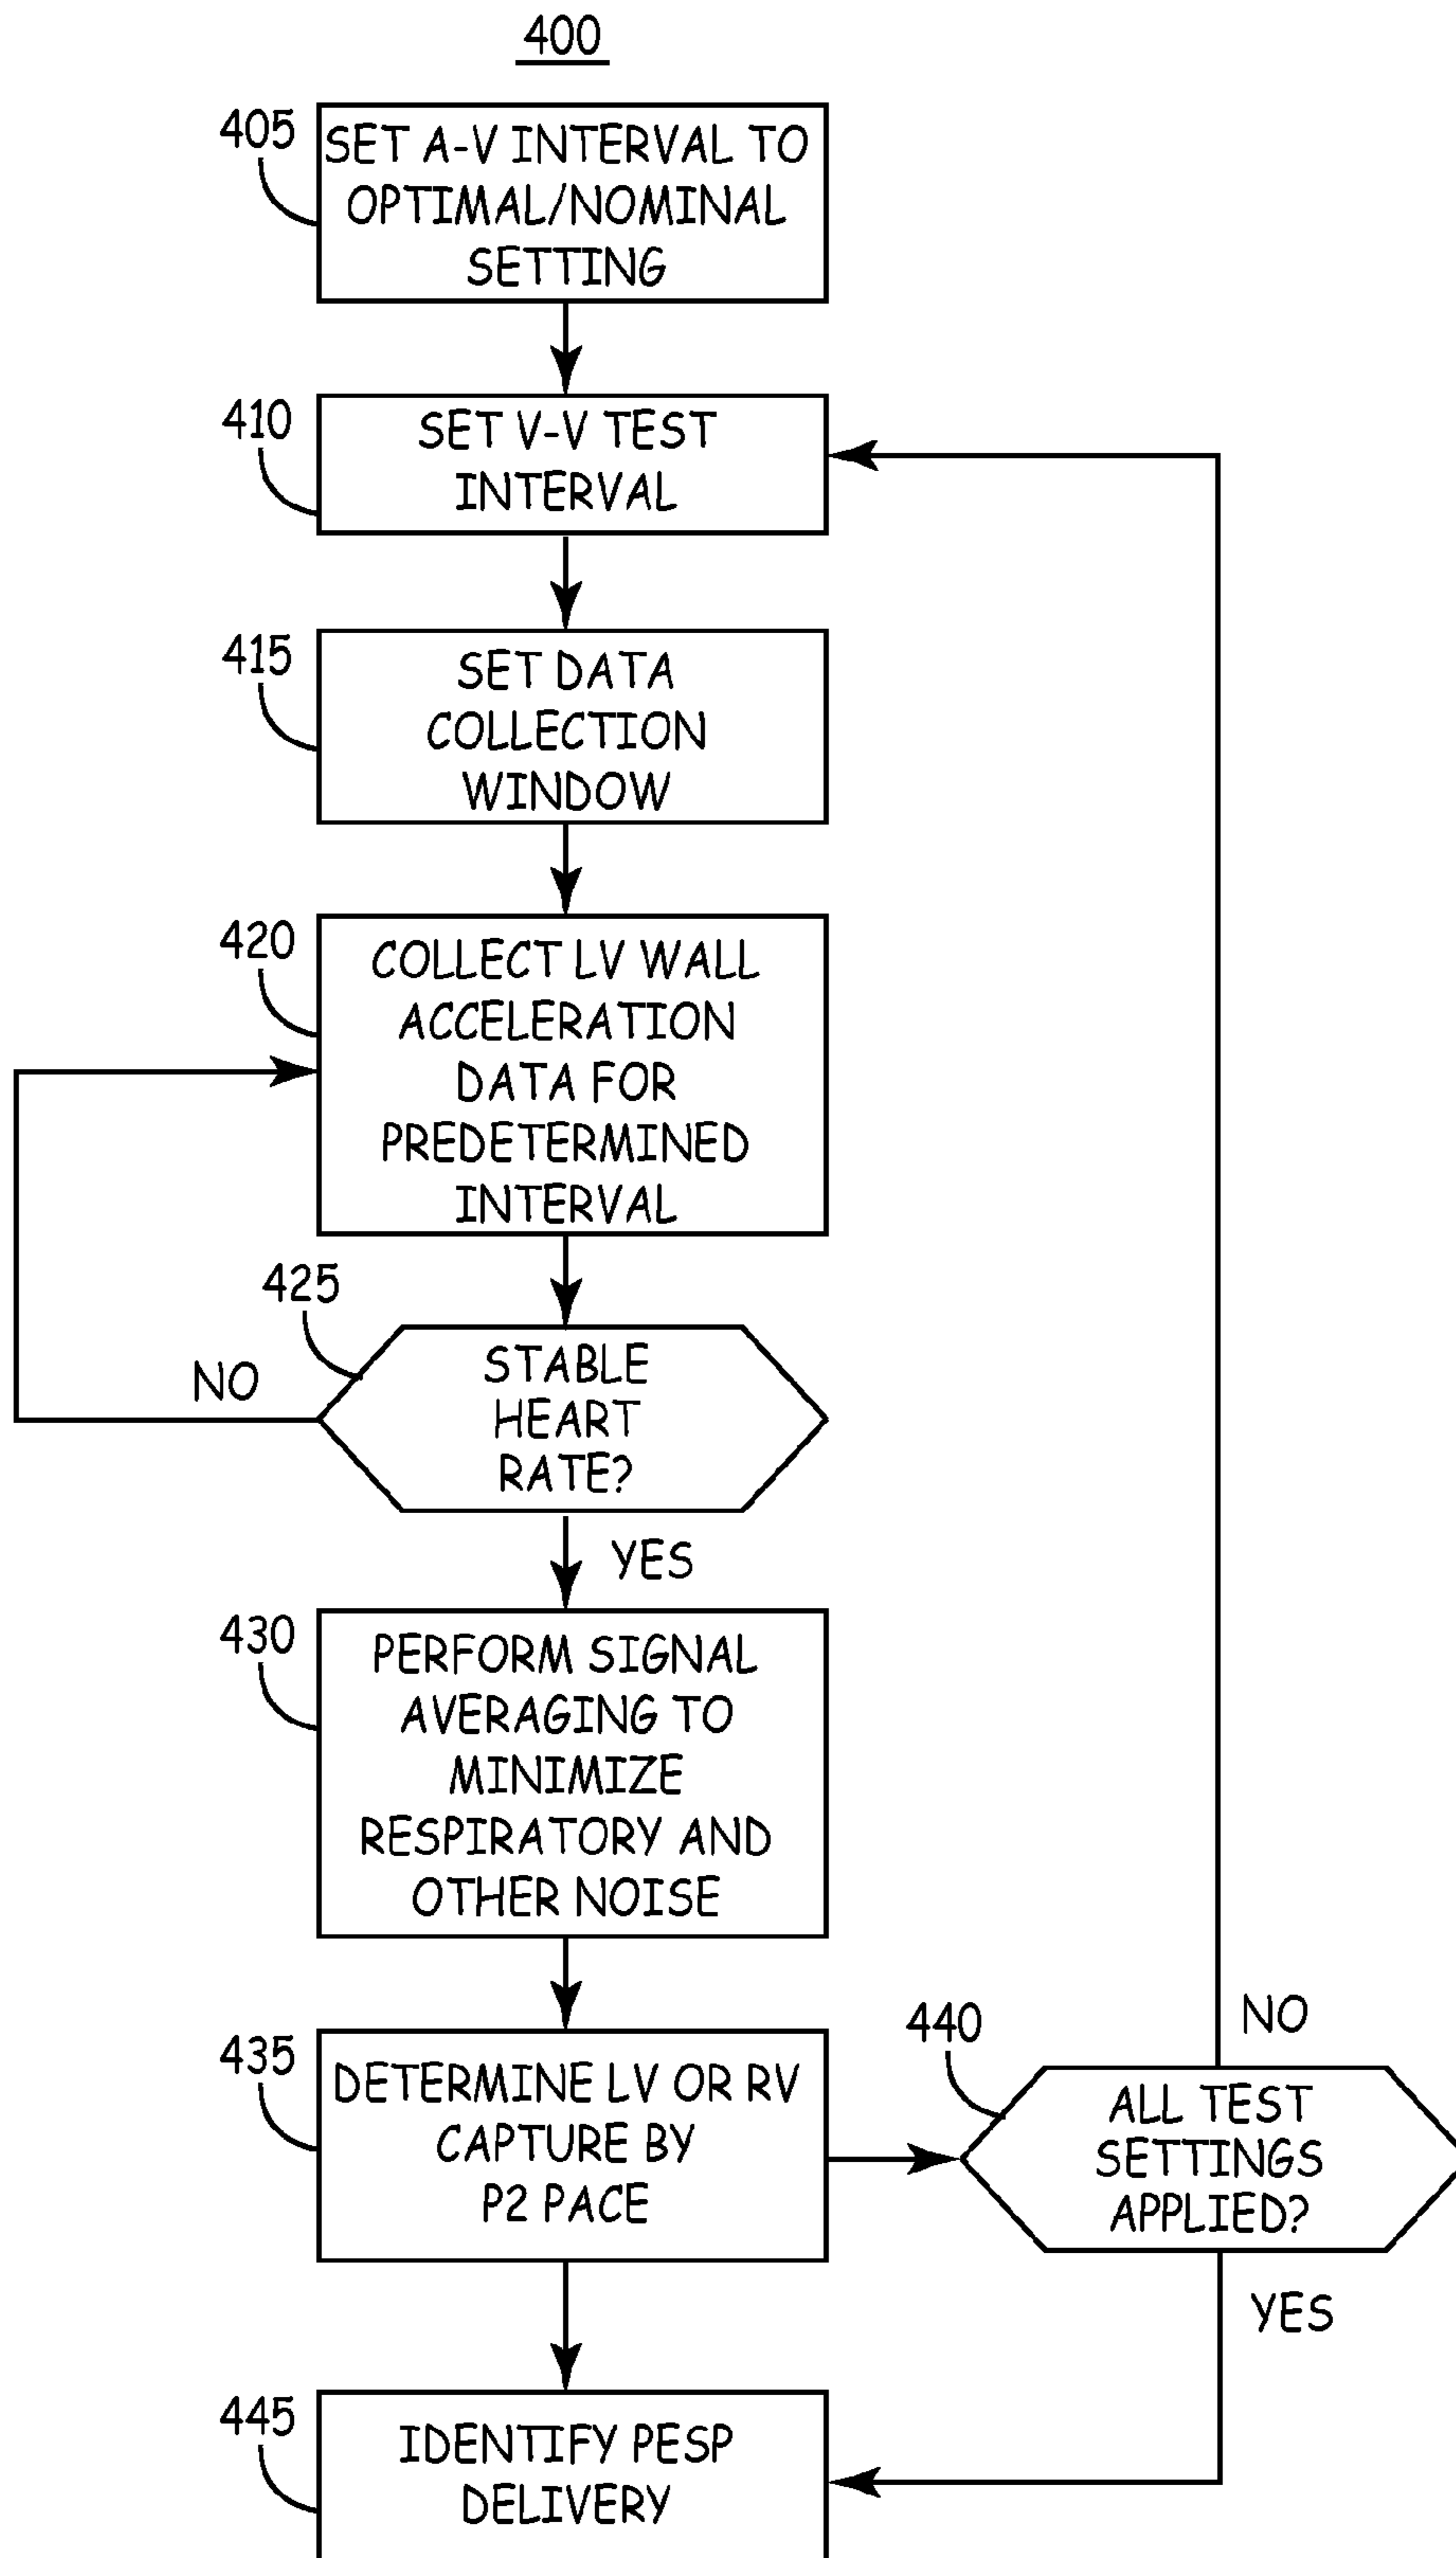 400
405
SET A-V INTERVAL TO
OPTIMAL/NOMINAL
SETTING
410
SET V-V TEST
INTERVAL
415
SET DATA
COLLECTION
WINDOW
420
COLLECT LV WALL
ACCELERATION
DATA FOR
PREDETERMINED
INTERVAL
425
STABLE
HEART
RATE?
NO
YES
430
PERFORM SIGNAL
AVERAGING TO
MINIMIZE
RESPIRATORY AND
OTHER NOISE
435
DETERMINE LV OR RV
CAPTURE BY
P2 PACE
440
ALL TEST
SETTINGS
APPLIED?
NO
YES
445
IDENTIFY PESP
DELIVERY